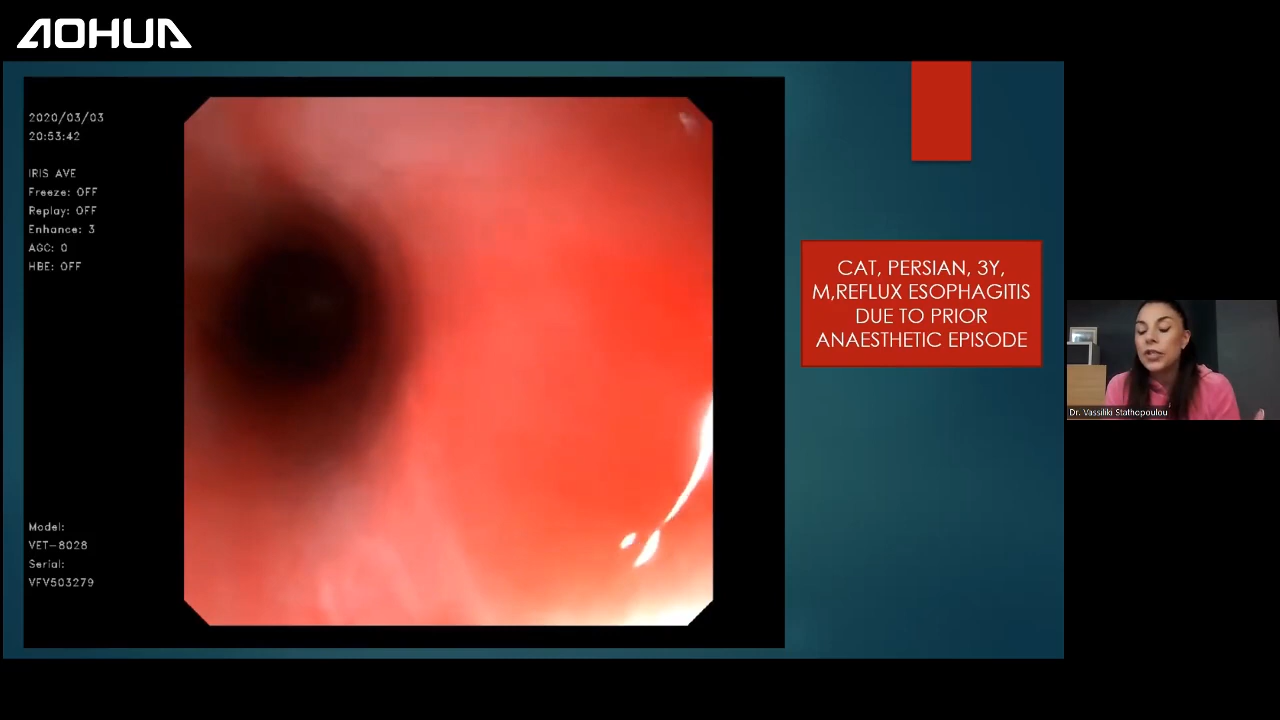 AOHUA
2020/03/03
20:53:42
IRIS AVE
Freeze: OFF
Replay: OFF
Enhance: 3
AGC: 0
HBE: OFF
Model:
VET-8028
Serial:
VFV503279
CAT, PERSIAN, 3Y,
M,REFLUX ESOPHAGITIS
DUE TO PRIOR
ANAESTHETIC EPISODE
Dr. Vassiliki Stathopoulou